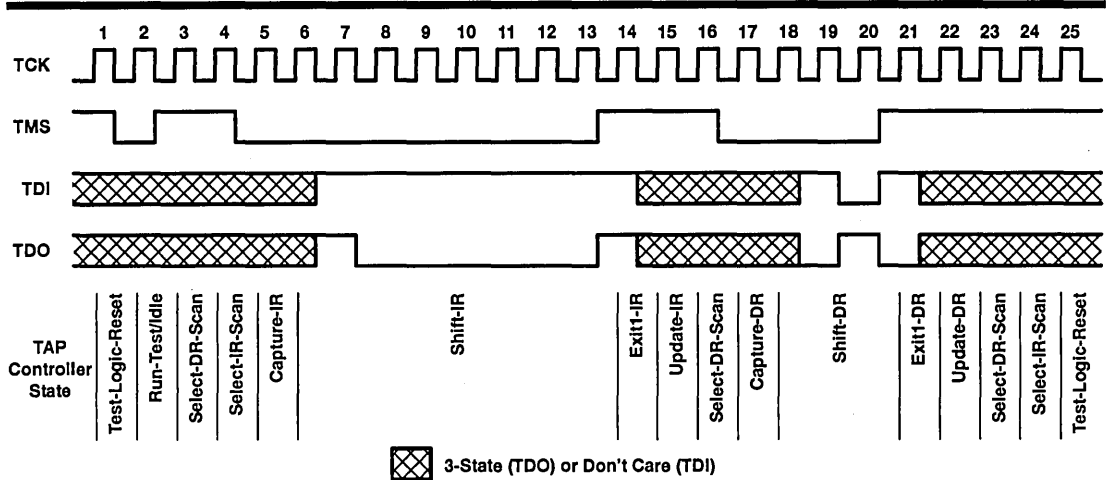 1 2 3 4 5 6 7 8 9 10 11 12 13 14 15 16 17 18 19 20 21 22 23 24 25
TCK
TMS
TDI
TDO
TAP
Controller
State
Test-Logic-Reset
Run-Test/Idle
Select-DR-Scan
Select-IR-Scan
Capture-IR
Shift-IR
Exit1-IR
Update-IR
Select-DR-Scan
Capture-DR
Shift-DR
Exit1-DR
Update-DR
Select-DR-Scan
Select-IR-Scan
Test-Logic-Reset
3-State (TDO) or Don't Care (TDI)